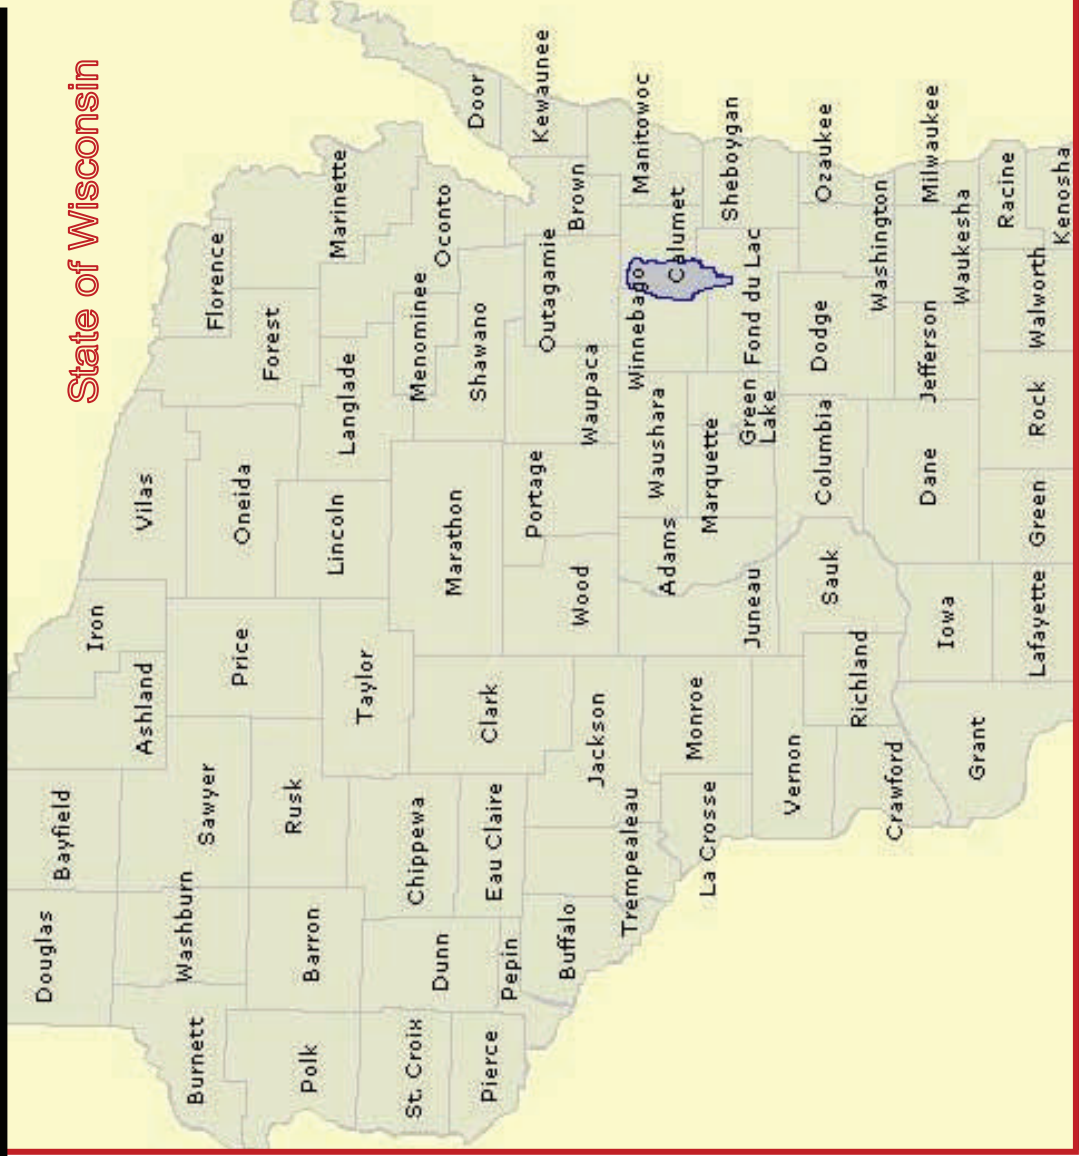 State of Wisconsin
Douglas
Bayfield
Iron
Ashland
Vilas
Washburn
Burnett
Sawyer
Florence
Price
Oneida
Forest
Rusk
Polk
Barron
Lincoln
Marinette
Langlade
Taylor
St. Croix
Chippewa
Menominee
Dunn
Oconto
Marathon
Door
Shawano
Pierce
Clark
Eau Claire
Pepin
Portage
Kewaunee
Outagamie
Buffalo
Brown
Wood
Waupaca
Jackson
Trempealeau
Winnebago
Manitowoc
Waushara
Adams
Calumet
Monroe
La Crosse
Marquette
Sheboygan
Juneau
Green
Lake
Fond du Lac
Vernon
Dodge
Columbia
Ozaukee
Sauk
Richland
Washington
Crawford
Dane
Jefferson
Milwaukee
Iowa
Waukesha
Grant
Racine
Lafayette
Green
Rock
Walworth
Kenosha